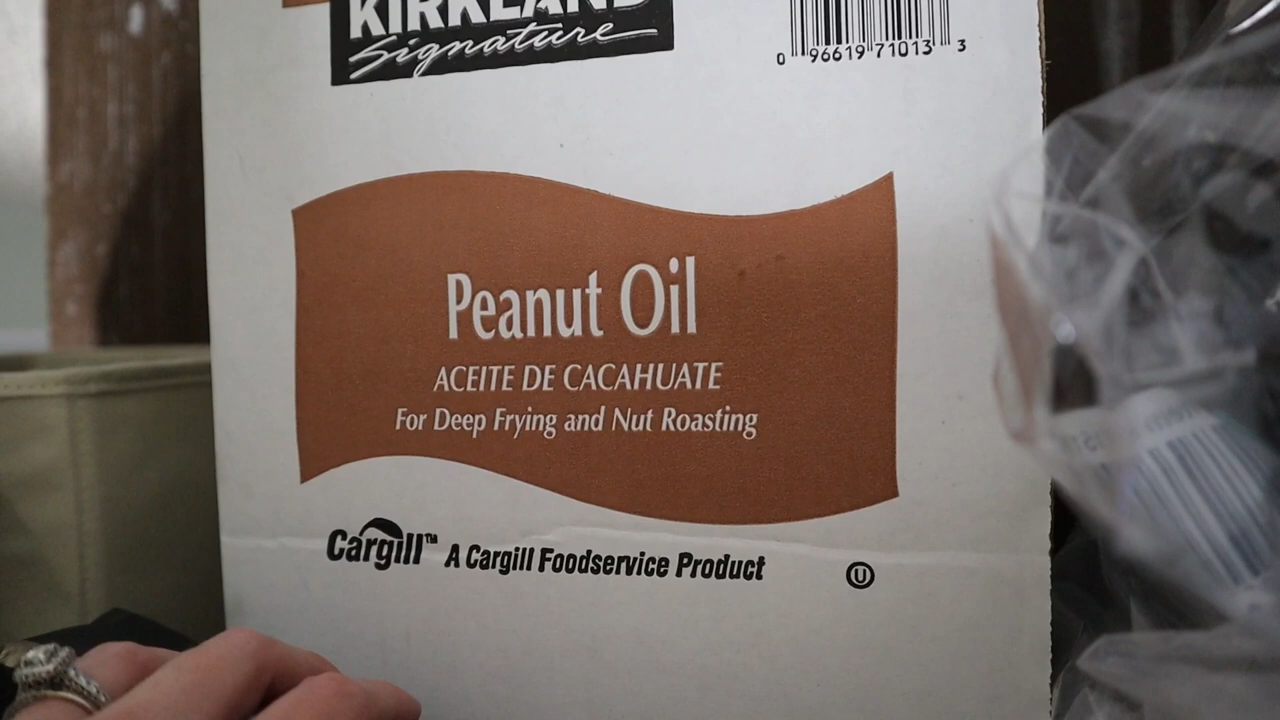 KIRKLAND
Signature
0 96619 71013 3
Peanut Oil
ACEITE DE CACAHUATE
For Deep Frying and Nut Roasting
Cargill™ A Cargill Foodservice Product
U